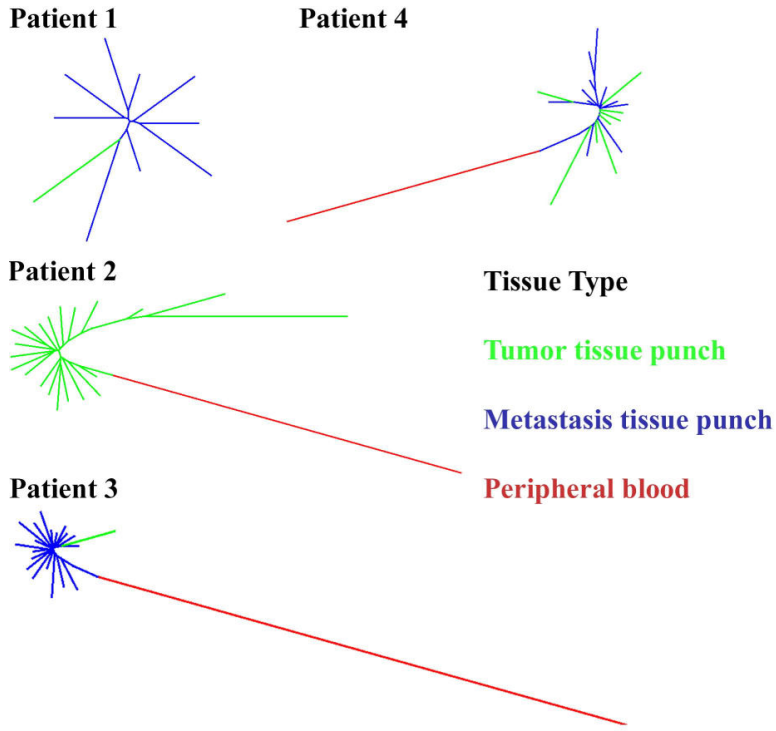 Patient 1
Patient 4
Patient 2
Tissue Type
Tumor tissue punch
Metastasis tissue punch
Peripheral blood
Patient 3